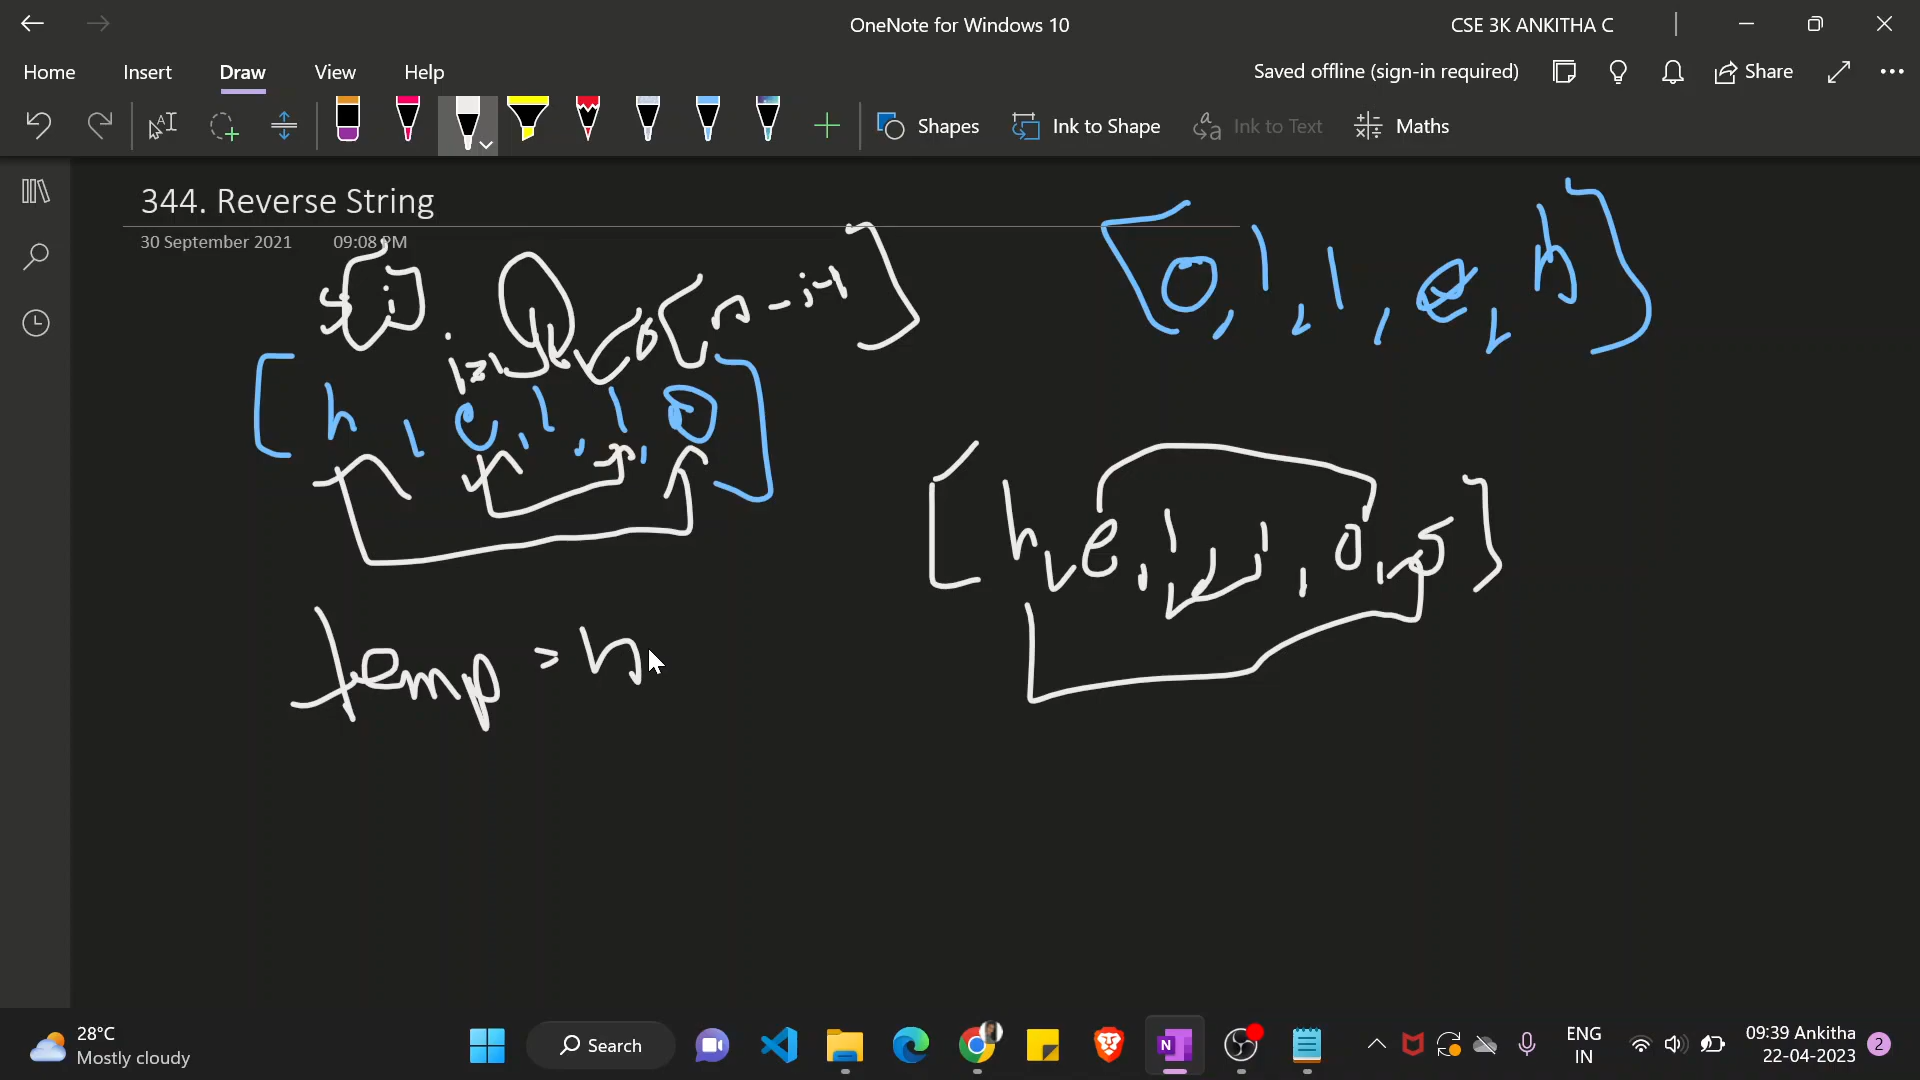 OneNote for Windows 10
CSE 3K ANKITHA C
Home Insert Draw View Help
Saved offline (sign-in required) Share
Shapes Ink to Shape Ink to Text Maths
344. Reverse String
30 September 2021 09:08 PM
[o, l, l, e, h]
[h, e, l, l, o]
[h, e, l, l, o, s]
temp = h
28°C
Mostly cloudy
Search
ENG
IN
09:39 Ankitha
22-04-2023
2